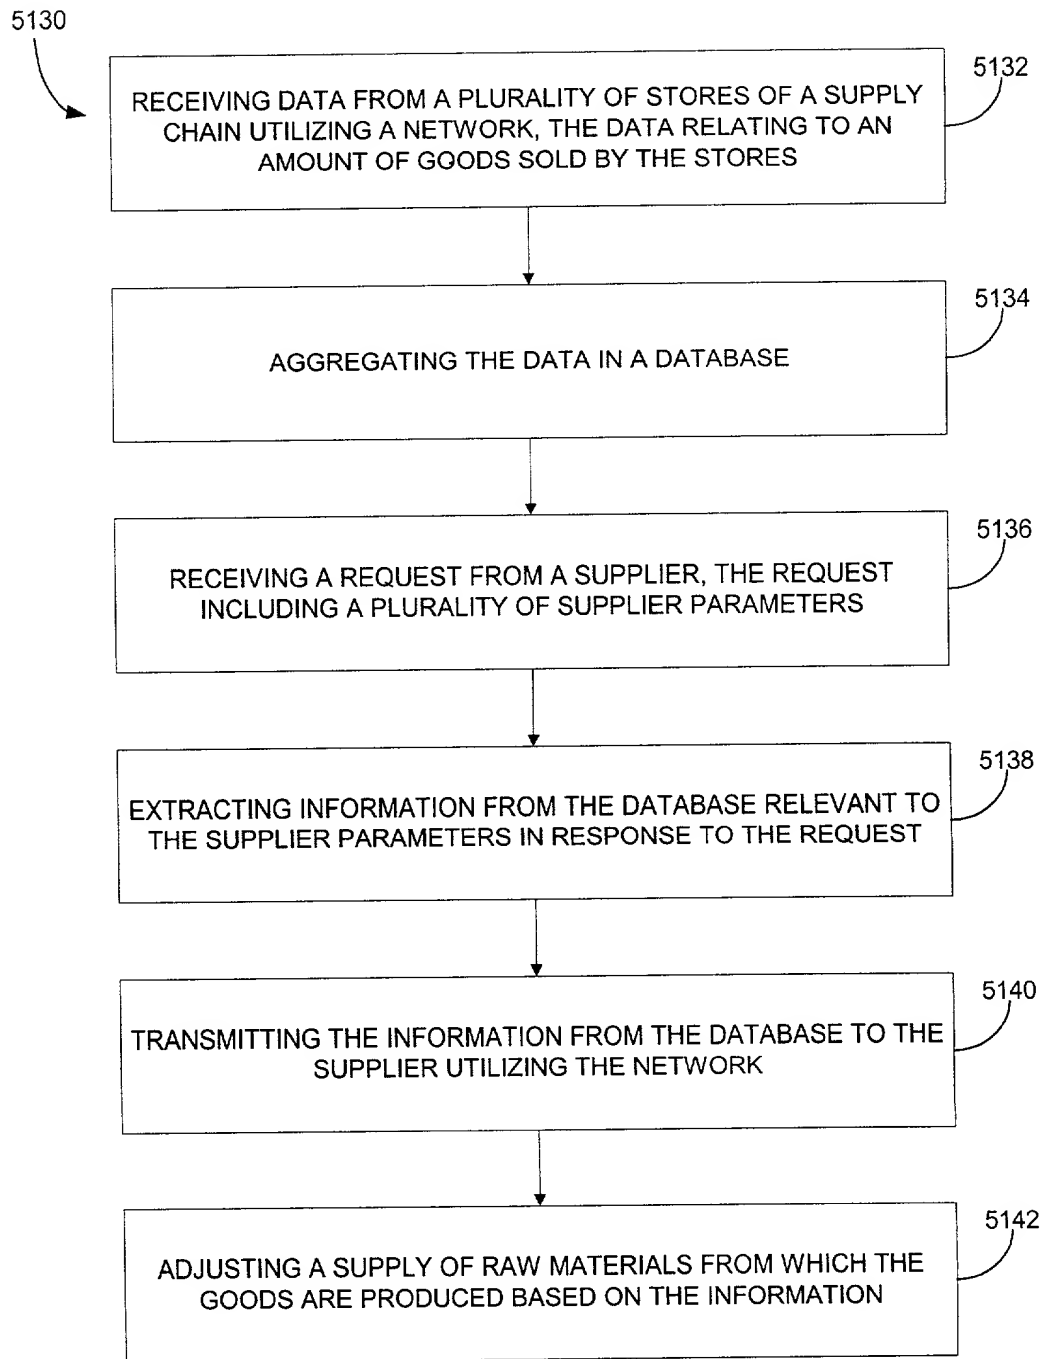 5130
5132
RECEIVING DATA FROM A PLURALITY OF STORES OF A SUPPLY
CHAIN UTILIZING A NETWORK, THE DATA RELATING TO AN
AMOUNT OF GOODS SOLD BY THE STORES
5134
AGGREGATING THE DATA IN A DATABASE
5136
RECEIVING A REQUEST FROM A SUPPLIER, THE REQUEST
INCLUDING A PLURALITY OF SUPPLIER PARAMETERS
5138
EXTRACTING INFORMATION FROM THE DATABASE RELEVANT TO
THE SUPPLIER PARAMETERS IN RESPONSE TO THE REQUEST
5140
TRANSMITTING THE INFORMATION FROM THE DATABASE TO THE
SUPPLIER UTILIZING THE NETWORK
5142
ADJUSTING A SUPPLY OF RAW MATERIALS FROM WHICH THE
GOODS ARE PRODUCED BASED ON THE INFORMATION